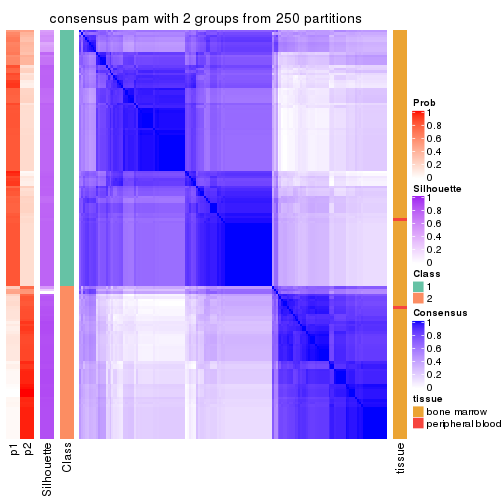 consensus pam with 2 groups from 250 partitions
Prob
1
0.8
0.6
0.4
0.2
0
Silhouette
1
0.8
0.6
0.4
0.2
0
Class
1
2
Consensus
1
0.8
0.6
0.4
0.2
0
tissue
bone marrow
peripheral blood
p1
p2
Silhouette
Class
tissue